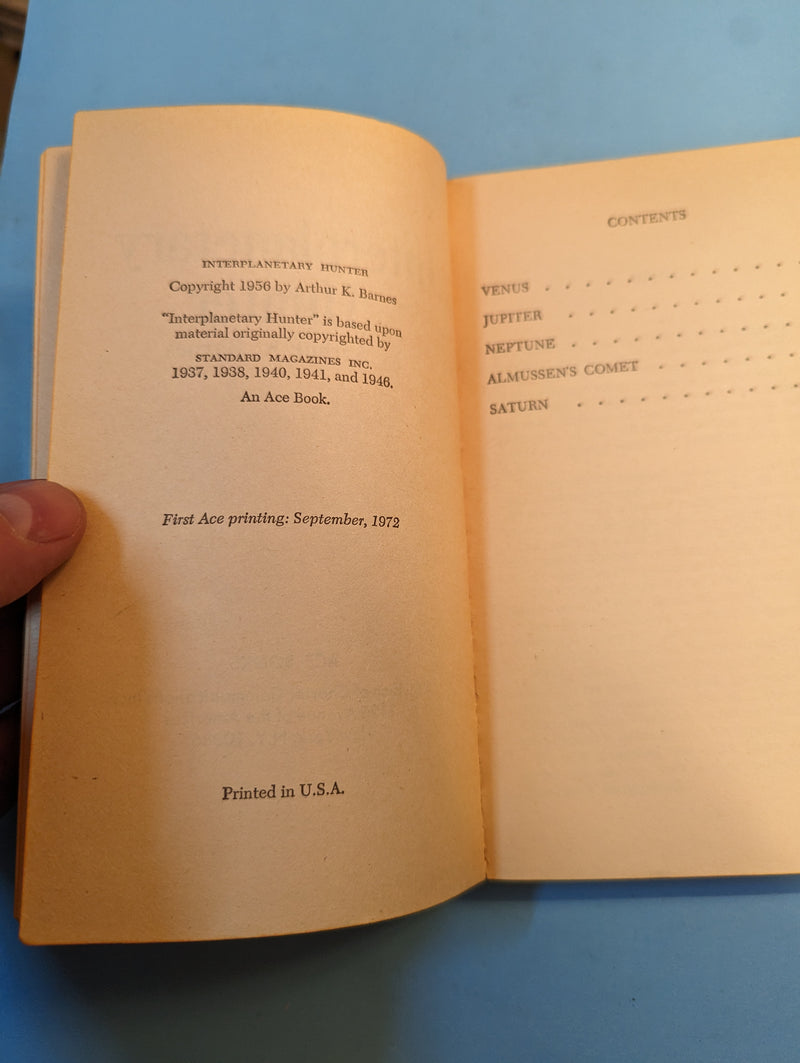 INTERPLANETARY HUNTER
Copyright 1956 by Arthur K. Barnes
"Interplanetary Hunter" is based upon
material originally copyrighted by
STANDARD MAGAZINES INC.
1937, 1938, 1940, 1941, and 1946.
An Ace Book.
First Ace printing: September, 1972
Printed in U.S.A.
CONTENTS
VENUS . . . . . . . . . . .
JUPITER . . . . . . . . . .
NEPTUNE . . . . . . . . . .
ALMUSSEN'S COMET . . . . . . .
SATURN . . . . . . . . . .